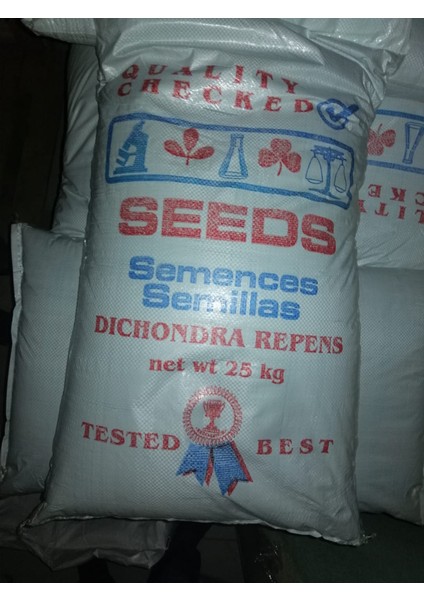 QUALITY
CHECKED
SEEDS
Semences
Semillas
DICHONDRA REPENS
net wt 25 kg
TESTED BEST